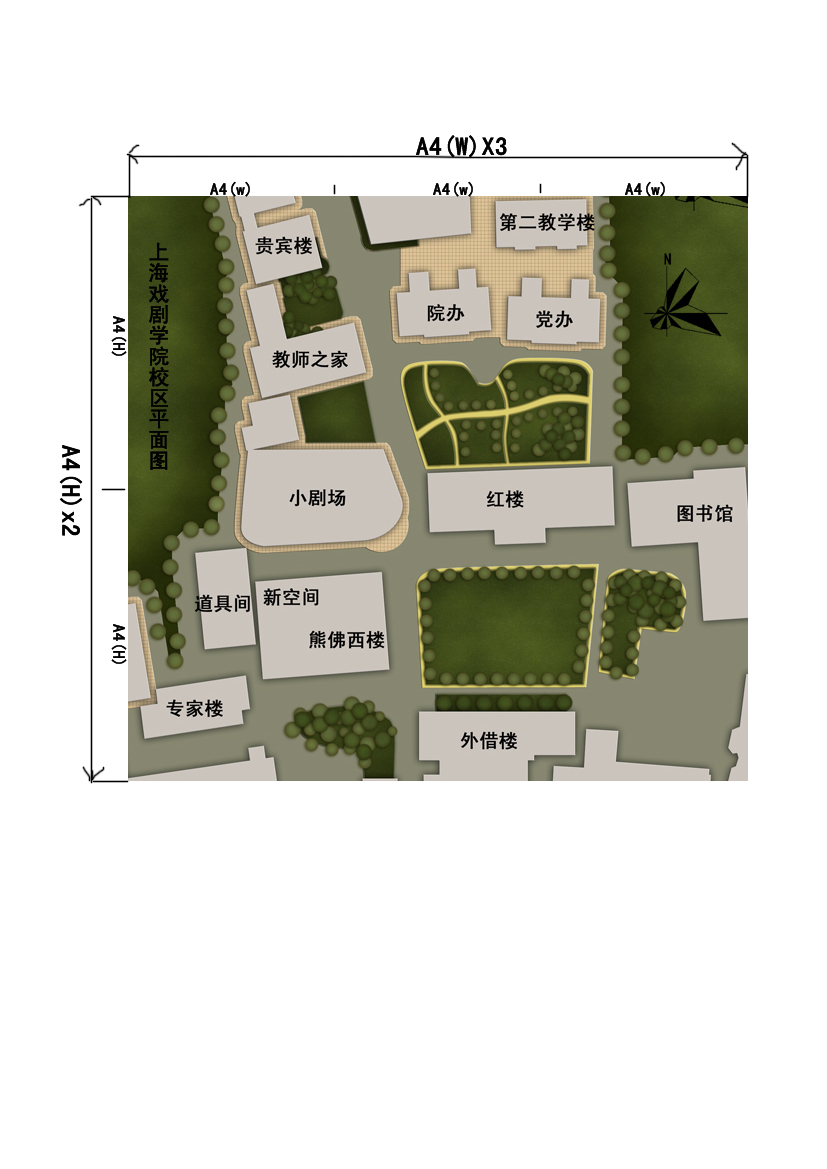 A4(W)X3
A4(w)
A4(w)
A4(w)
A4(H)x2
A4(H)
A4(H)
上海戏剧学院校区平面图
N
贵宾楼
第二教学楼
院办
党办
教师之家
小剧场
红楼
图书馆
道具间
新空间
熊佛西楼
专家楼
外借楼